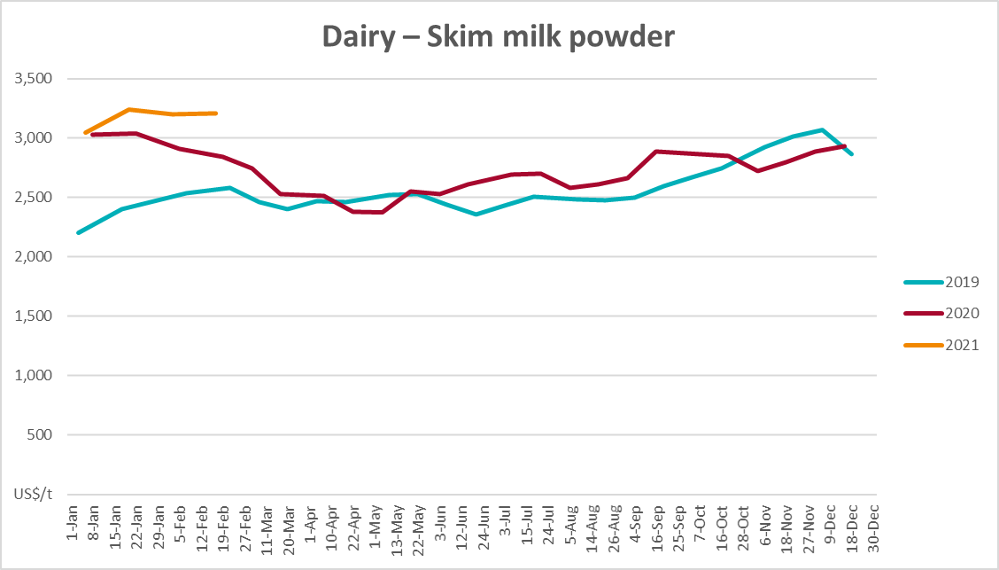 Dairy – Skim milk powder
3,500
3,000
2,500
2,000
1,500
1,000
500
US$/t
1-Jan
8-Jan
15-Jan
22-Jan
29-Jan
5-Feb
12-Feb
19-Feb
27-Feb
11-Mar
20-Mar
1-Apr
10-Apr
22-Apr
1-May
13-May
22-May
3-Jun
12-Jun
24-Jun
3-Jul
15-Jul
24-Jul
5-Aug
14-Aug
26-Aug
4-Sep
16-Sep
25-Sep
7-Oct
16-Oct
28-Oct
6-Nov
18-Nov
27-Nov
9-Dec
18-Dec
30-Dec
2019
2020
2021